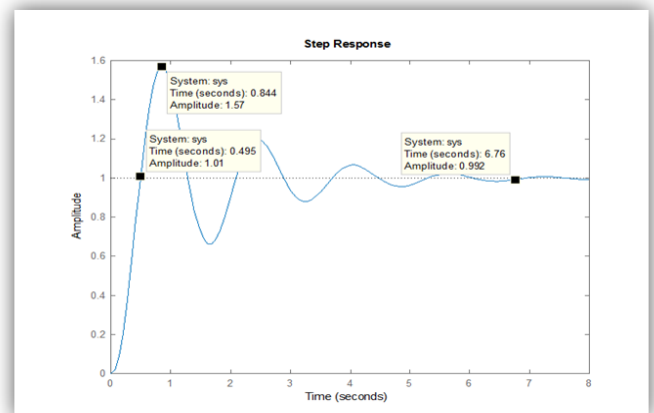 Step Response
1.6
1.4
1.2
1
0.8
0.6
0.4
0.2
0
Amplitude
System: sys
Time (seconds): 0.844
Amplitude: 1.57
System: sys
Time (seconds): 0.495
Amplitude: 1.01
System: sys
Time (seconds): 6.76
Amplitude: 0.992
0 1 2 3 4 5 6 7 8
Time (seconds)